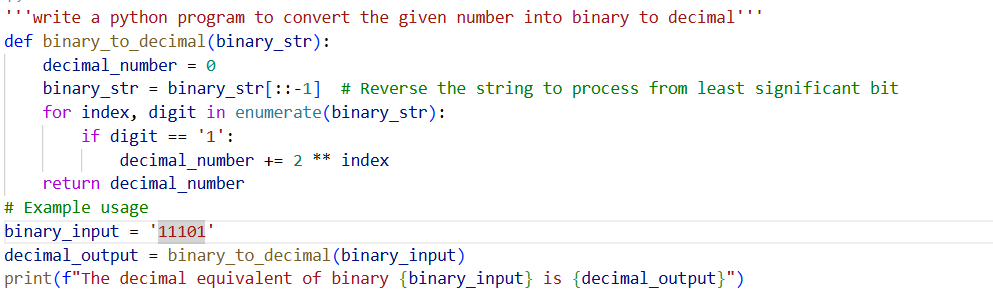 '''write a python program to convert the given number into binary to decimal'''
def binary_to_decimal(binary_str):
    decimal_number = 0
    binary_str = binary_str[::-1]  # Reverse the string to process from least significant bit
    for index, digit in enumerate(binary_str):
        if digit == '1':
            decimal_number += 2 ** index
    return decimal_number
# Example usage
binary_input = '11101'
decimal_output = binary_to_decimal(binary_input)
print(f"The decimal equivalent of binary {binary_input} is {decimal_output}")